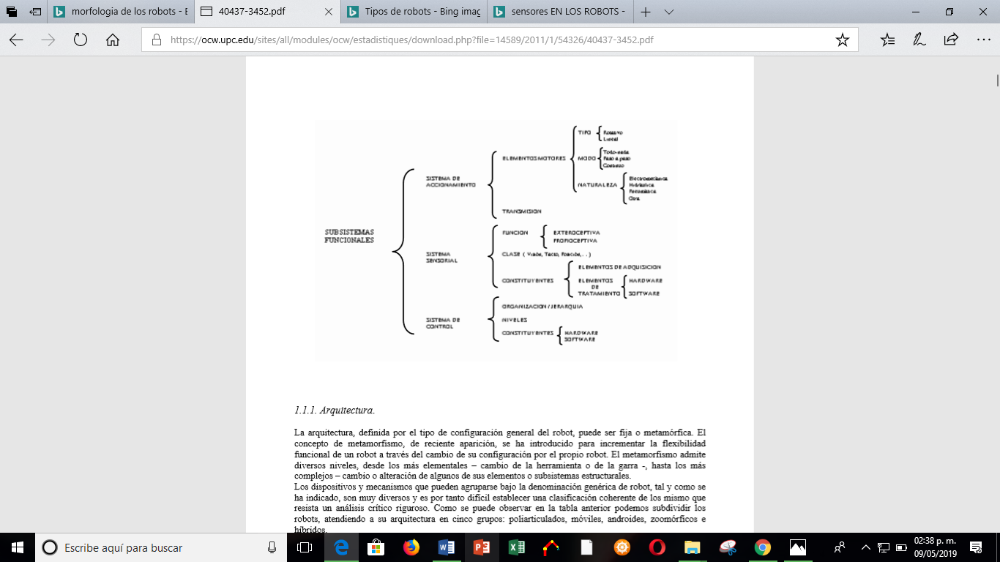 morfologia de los robots - B
40437-3452.pdf
Tipos de robots - Bing imag
sensores EN LOS ROBOTS -
https://ocw.upc.edu/sites/all/modules/ocw/estadistiques/download.php?file=14589/2011/1/54326/40437-3452.pdf
TIPO
Rotativo
Lineal
ELEMENTOS MOTORES
MODO
Todo-nada
Paso a paso
Continuo
SISTEMA DE
ACCIONAMIENTO
NATURALEZA
Electromecánica
Hidráulica
Neumática
Otra
TRANSMISION
SUBSISTEMAS
FUNCIONALES
FUNCION
EXTEROCEPTIVA
PROPIOCEPTIVA
SISTEMA
SENSORIAL
CLASE ( Visión, Tacto, Posición,. . )
CONSTITUYENTES
ELEMENTOS DE ADQUISICION
ELEMENTOS
DE
TRATAMIENTO
HARDWARE
SOFTWARE
SISTEMA DE
CONTROL
ORGANIZACION / JERARQUIA
NIVELES
CONSTITUYENTES
HARDWARE
SOFTWARE
1.1.1. Arquitectura.
La arquitectura, definida por el tipo de configuración general del robot, puede ser fija o metamórfica. El
concepto de metamorfismo, de reciente aparición, se ha introducido para incrementar la flexibilidad
funcional de un robot a través del cambio de su configuración por el propio robot. El metamorfismo admite
diversos niveles, desde los más elementales – cambio de la herramienta o de la garra -, hasta los más
complejos – cambio o alteración de algunos de sus elementos o subsistemas estructurales.
Los dispositivos y mecanismos que pueden agruparse bajo la denominación genérica de robot, tal y como se
ha indicado, son muy diversos y es por tanto difícil establecer una clasificación coherente de los mismo que
resista un análisis crítico riguroso. Como se puede observar en la tabla anterior podemos subdividir los
robots, atendiendo a su arquitectura en cinco grupos: poliarticulados, móviles, androides, zoomórficos e
híbridos.
Escribe aquí para buscar
02:38 p. m.
09/05/2019